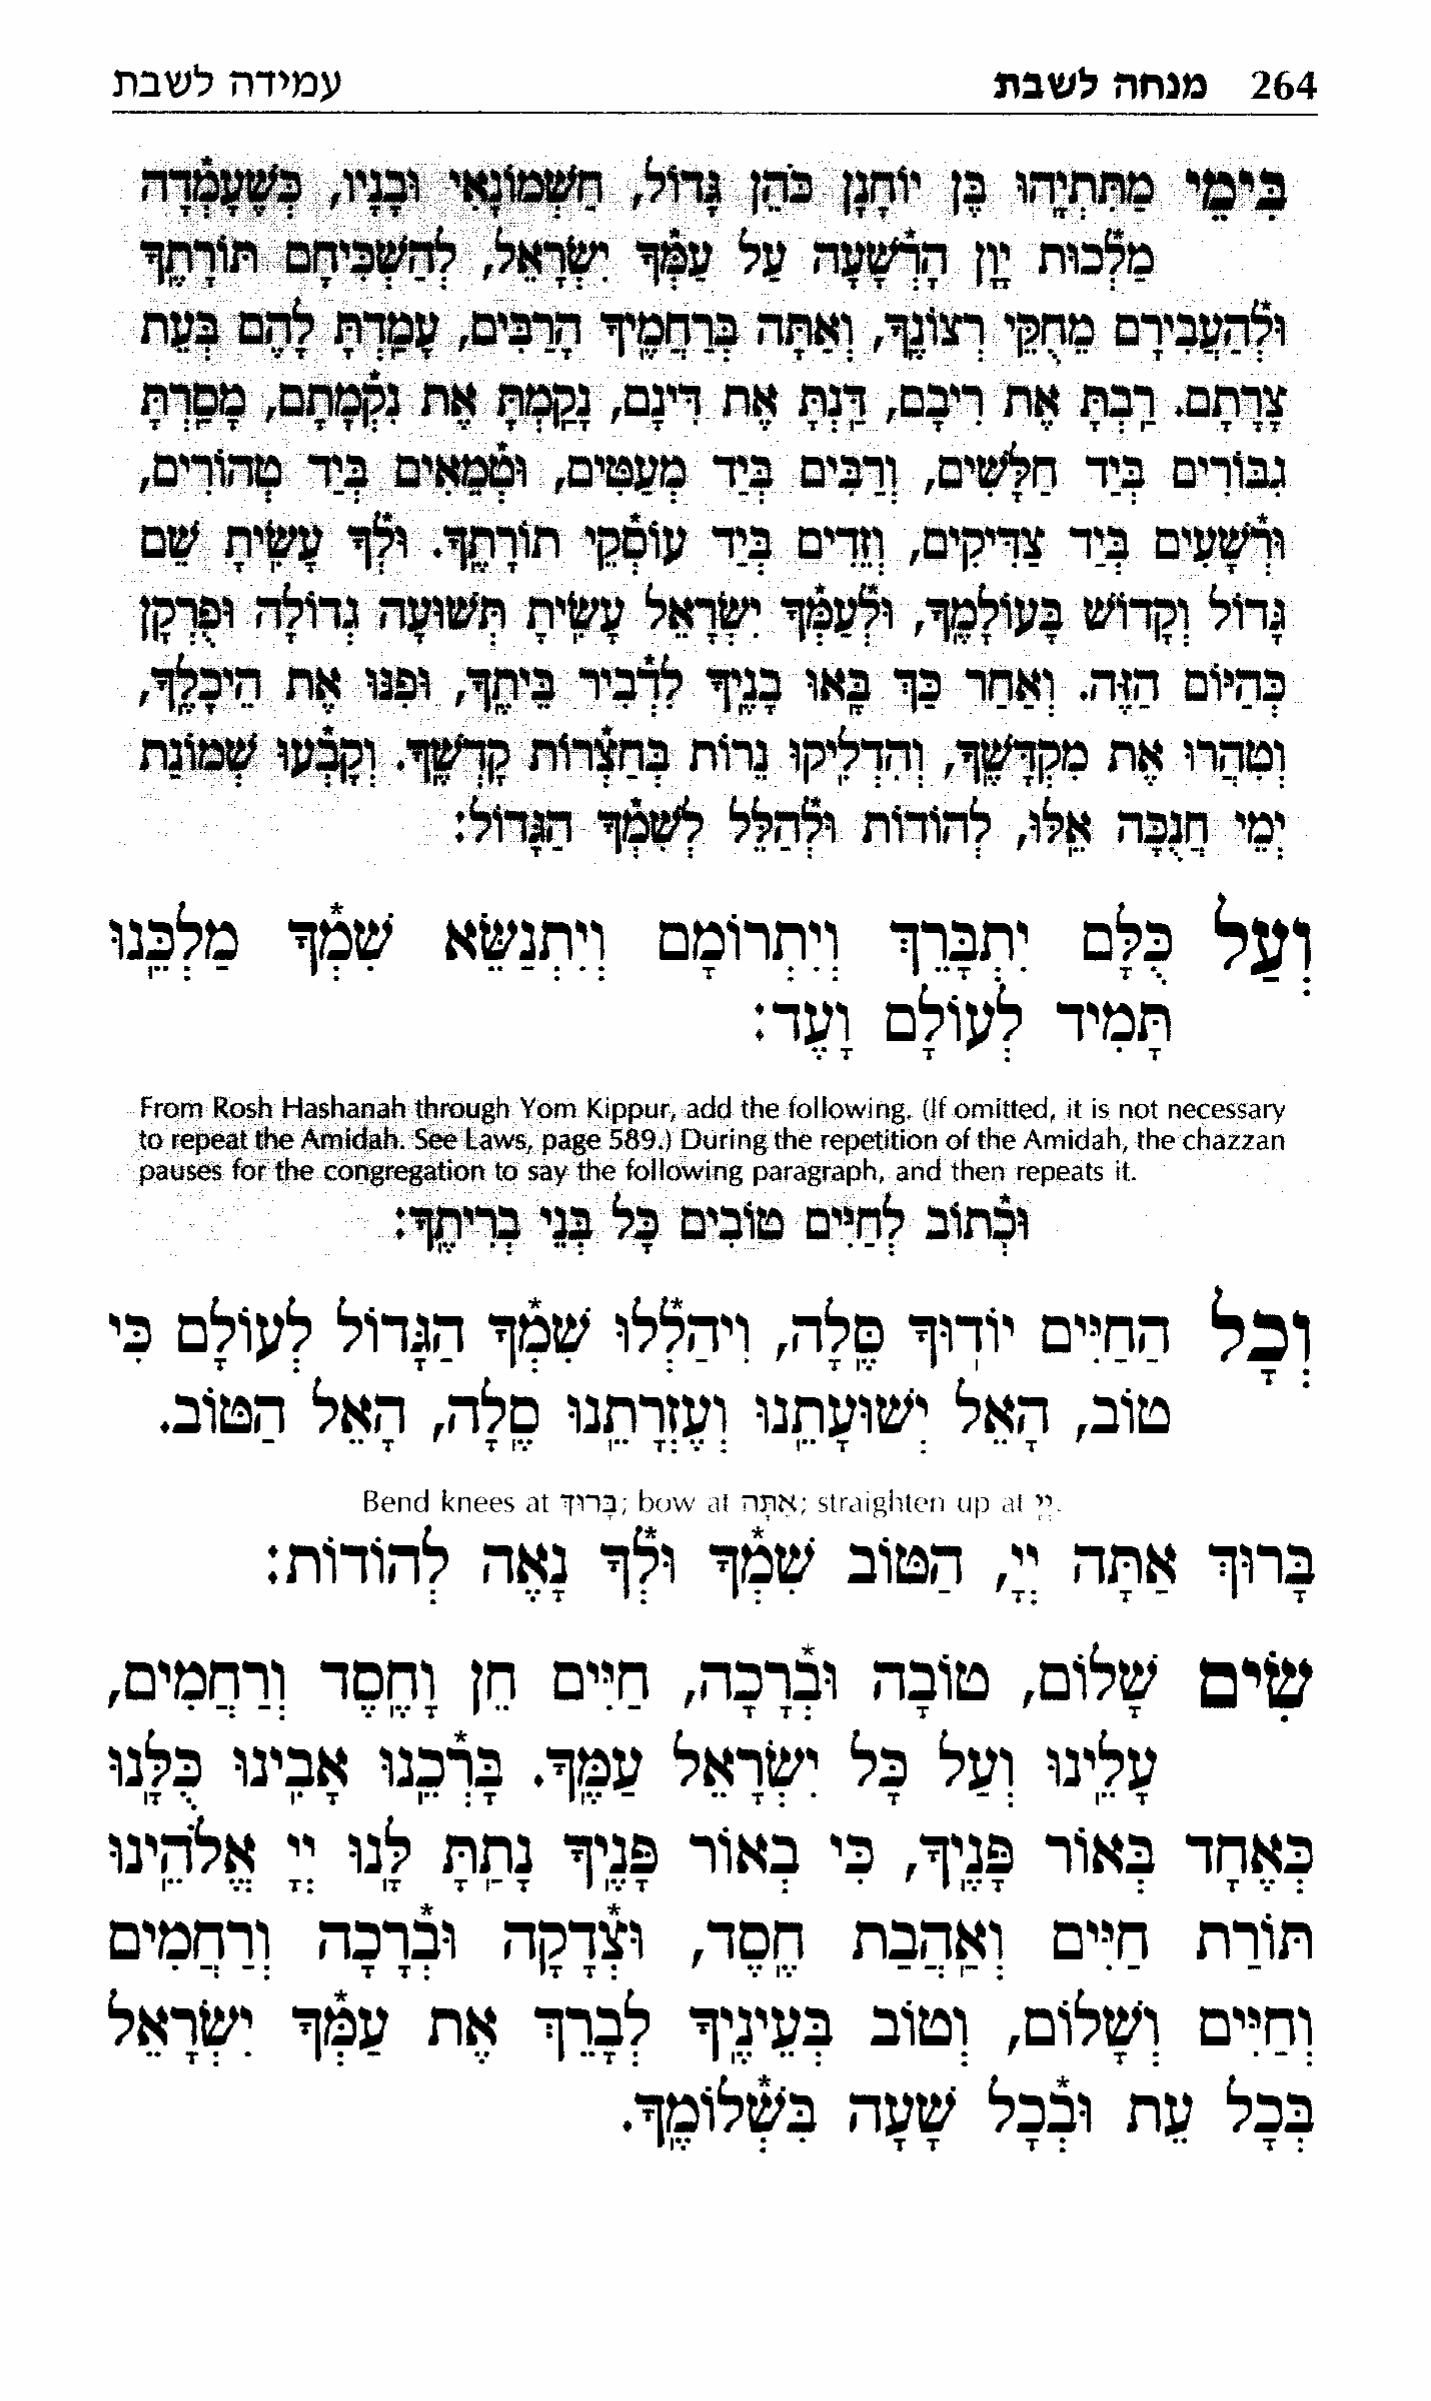 264 מנחה לשבת עמידה לשבת
בִּימֵי מַתִּתְיָהוּ בֶּן יוֹחָנָן כֹּהֵן גָּדוֹל, חַשְׁמוֹנָאִי וּבָנָיו, כְּשֶׁעָמְ֯דָה
מַלְ֯כוּת יָוָן הָרְ֯שָׁעָה עַל עַמְּ֯ךָ יִשְׂרָאֵל, לְהַשְׁכִּיחָם תּוֹרָתֶךָ
וּלְ֯הַעֲבִירָם מֵחֻקֵּי רְצוֹנֶךָ, וְאַתָּה בְּרַחֲמֶיךָ הָרַבִּים, עָמַדְתָּ לָהֶם בְּעֵת
צָרָתָם. רַבְתָּ אֶת רִיבָם, דַּנְתָּ אֶת דִּינָם, נָקַמְתָּ אֶת נִקְ֯מָתָם, מָסַרְתָּ
גִבּוֹרִים בְּיַד חַלָּשִׁים, וְרַבִּים בְּיַד מְעַטִּים, וּטְ֯מֵאִים בְּיַד טְהוֹרִים,
וּרְ֯שָׁעִים בְּיַד צַדִּיקִים, וְזֵדִים בְּיַד עוֹסְ֯קֵי תוֹרָתֶךָ. וּלְ֯ךָ עָשִׂיתָ שֵׁם
גָּדוֹל וְקָדוֹשׁ בָּעוֹלָמֶךָ, וּלְ֯עַמְּ֯ךָ יִשְׂרָאֵל עָשִׂיתָ תְּשׁוּעָה גְדוֹלָה וּפֻרְקָן
כְּהַיּוֹם הַזֶּה. וְאַחַר כַּךְ בָּאוּ בָנֶיךָ לִדְ֯בִיר בֵּיתֶךָ, וּפִנּוּ אֶת הֵיכָלֶךָ,
וְטִהֲרוּ אֶת מִקְדָּשֶׁךָ, וְהִדְלִיקוּ נֵרוֹת בְּחַצְ֯רוֹת קָדְשֶׁךָ. וְקָבְ֯עוּ שְׁמוֹנַת
יְמֵי חֲנֻכָּה אֵלּוּ, לְהוֹדוֹת וּלְ֯הַלֵּל לְשִׁמְ֯ךָ הַגָּדוֹל:
וְעַל כֻּלָּם יִתְבָּרֵךְ וְיִתְרוֹמָם וְיִתְנַשֵּׂא שִׁמְ֯ךָ מַלְכֵּנוּ
תָּמִיד לְעוֹלָם וָעֶד:
From Rosh Hashanah through Yom Kippur, add the following. (If omitted, it is not necessary
to repeat the Amidah. See Laws, page 589.) During the repetition of the Amidah, the chazzan
pauses for the congregation to say the following paragraph, and then repeats it.
וּכְ֯תוֹב לְחַיִּים טוֹבִים כָּל בְּנֵי בְרִיתֶךָ:
וְכָל הַחַיִּים יוֹדוּךָ סֶּלָה, וִיהַלְ֯לוּ שִׁמְ֯ךָ הַגָּדוֹל לְעוֹלָם כִּי
טוֹב, הָאֵל יְשׁוּעָתֵנוּ וְעֶזְרָתֵנוּ סֶלָה, הָאֵל הַטּוֹב.
Bend knees at בָּרוּךְ; bow at אַתָּה; straighten up at יְיָ.
בָּרוּךְ אַתָּה יְיָ, הַטּוֹב שִׁמְ֯ךָ וּלְ֯ךָ נָאֶה לְהוֹדוֹת:
שִׂים שָׁלוֹם, טוֹבָה וּבְ֯רָכָה, חַיִּים חֵן וָחֶסֶד וְרַחֲמִים,
עָלֵינוּ וְעַל כָּל יִשְׂרָאֵל עַמֶּךָ. בָּרְ֯כֵנוּ אָבִינוּ כֻּלָּנוּ
כְּאֶחָד בְּאוֹר פָּנֶיךָ, כִּי בְאוֹר פָּנֶיךָ נָתַתָּ לָּנוּ יְיָ אֱלֹהֵינוּ
תּוֹרַת חַיִּים וְאַהֲבַת חֶסֶד, וּצְ֯דָקָה וּבְ֯רָכָה וְרַחֲמִים
וְחַיִּים וְשָׁלוֹם, וְטוֹב בְּעֵינֶיךָ לְבָרֵךְ אֶת עַמְּ֯ךָ יִשְׂרָאֵל
בְּכָל עֵת וּבְ֯כָל שָׁעָה בִּשְׁ֯לוֹמֶךָ.